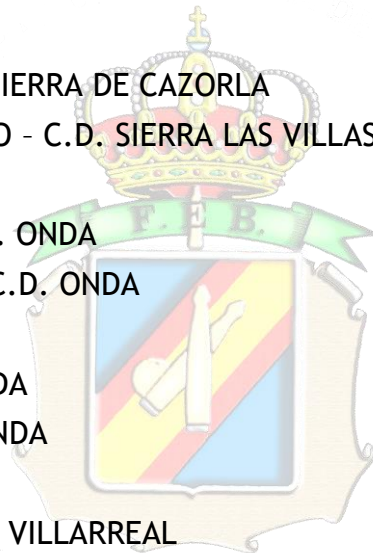 IERRA DE CAZORLA
O – C.D. SIERRA LAS VILLAS
F. E B.
. ONDA
C.D. ONDA
DA
NDA
VILLARREAL